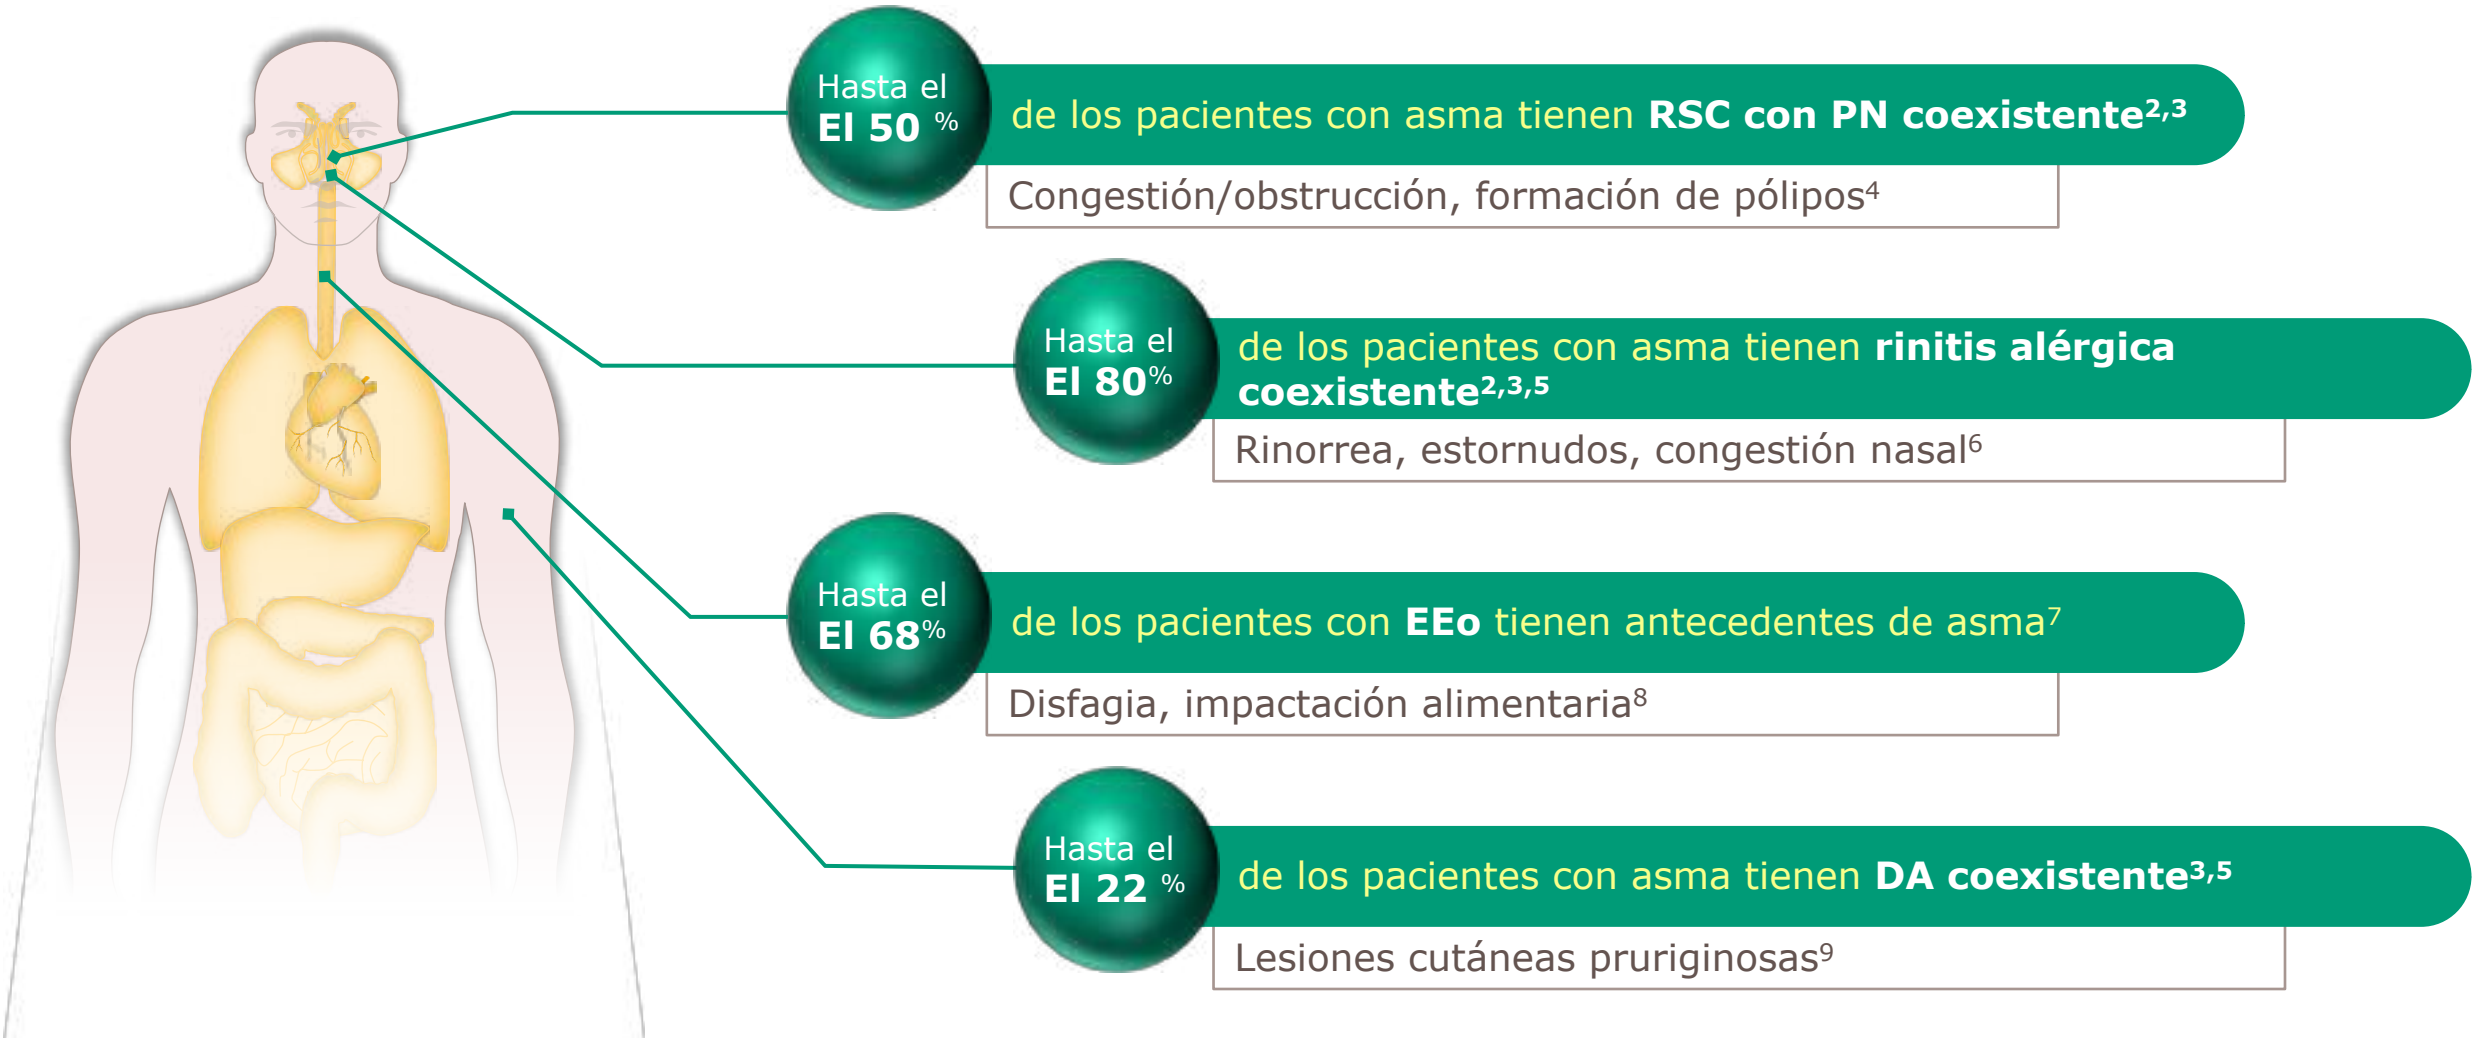 Hasta el
El 50 %
de los pacientes con asma tienen RSC con PN coexistente2,3
Congestión/obstrucción, formación de pólipos4
Hasta el
El 80%
de los pacientes con asma tienen rinitis alérgica
coexistente2,3,5
Rinorrea, estornudos, congestión nasal6
Hasta el
El 68%
de los pacientes con EEo tienen antecedentes de asma7
Disfagia, impactación alimentaria8
Hasta el
El 22 %
de los pacientes con asma tienen DA coexistente3,5
Lesiones cutáneas pruriginosas9